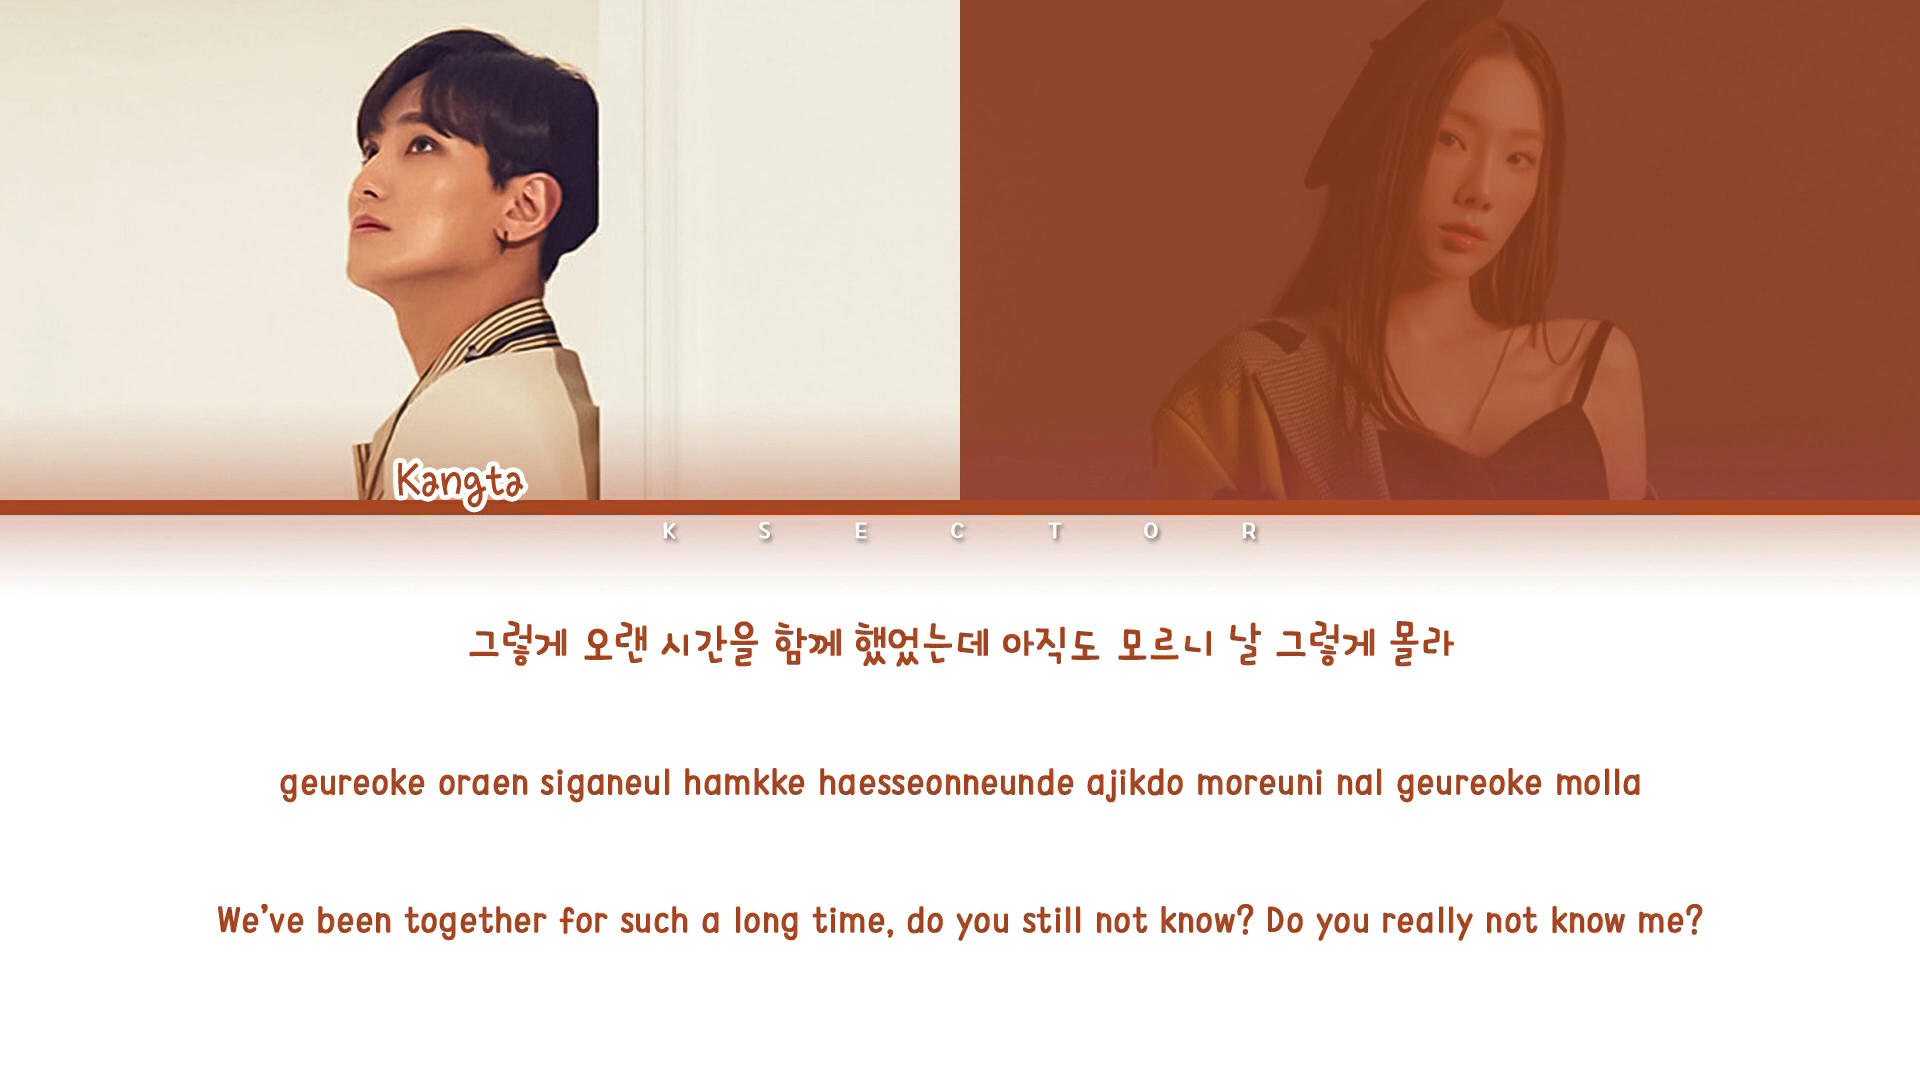 Kangta
K S E C T O R
그렇게 오랜 시간을 함께 했었는데 아직도 모르니 날 그렇게 몰라
geureoke oraen siganeul hamkke haesseonneunde ajikdo moreuni nal geureoke molla
We've been together for such a long time, do you still not know? Do you really not know me?